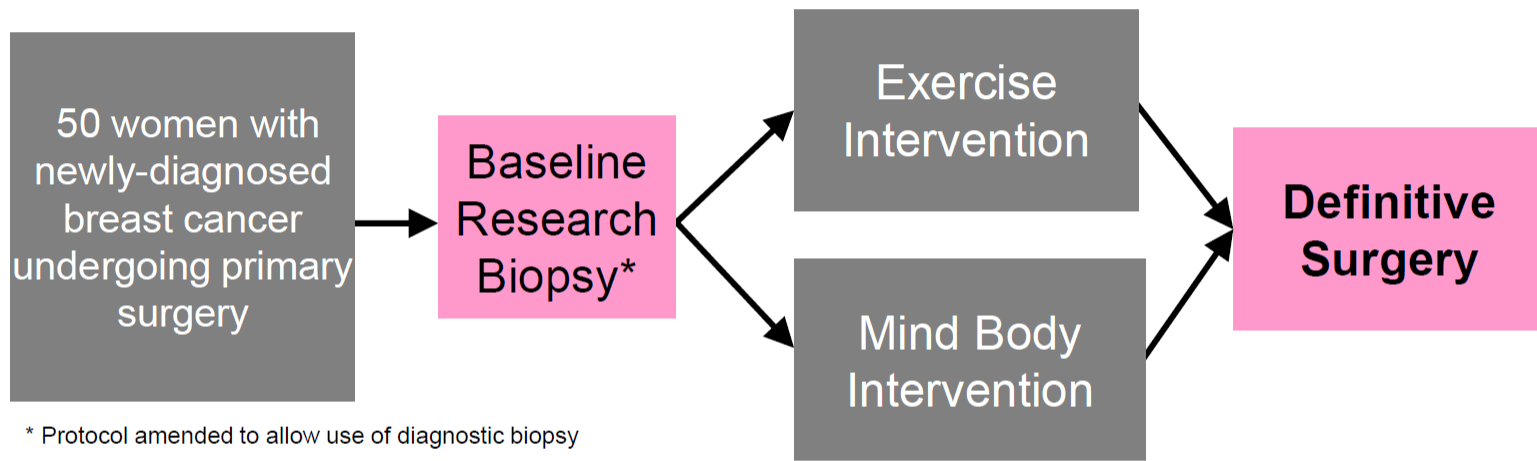 50 women with
newly-diagnosed
breast cancer
undergoing primary
surgery
Baseline
Research
Biopsy*
Exercise
Intervention
Mind Body
Intervention
Definitive
Surgery
* Protocol amended to allow use of diagnostic biopsy